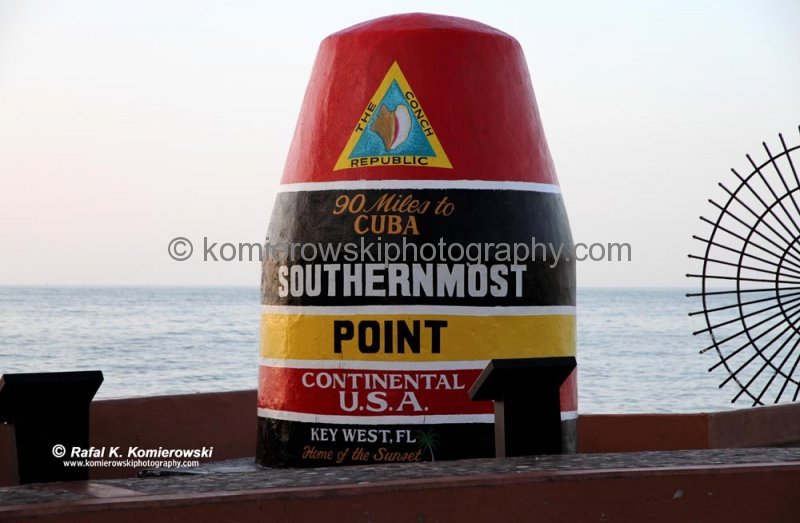 THE CONCH
REPUBLIC
90 Miles to
CUBA
© komierowskiphotography.com
SOUTHERNMOST
POINT
CONTINENTAL
U.S.A.
KEY WEST, FL
Home of the Sunset
© Rafal K. Komierowski
www.komierowskiphotography.com